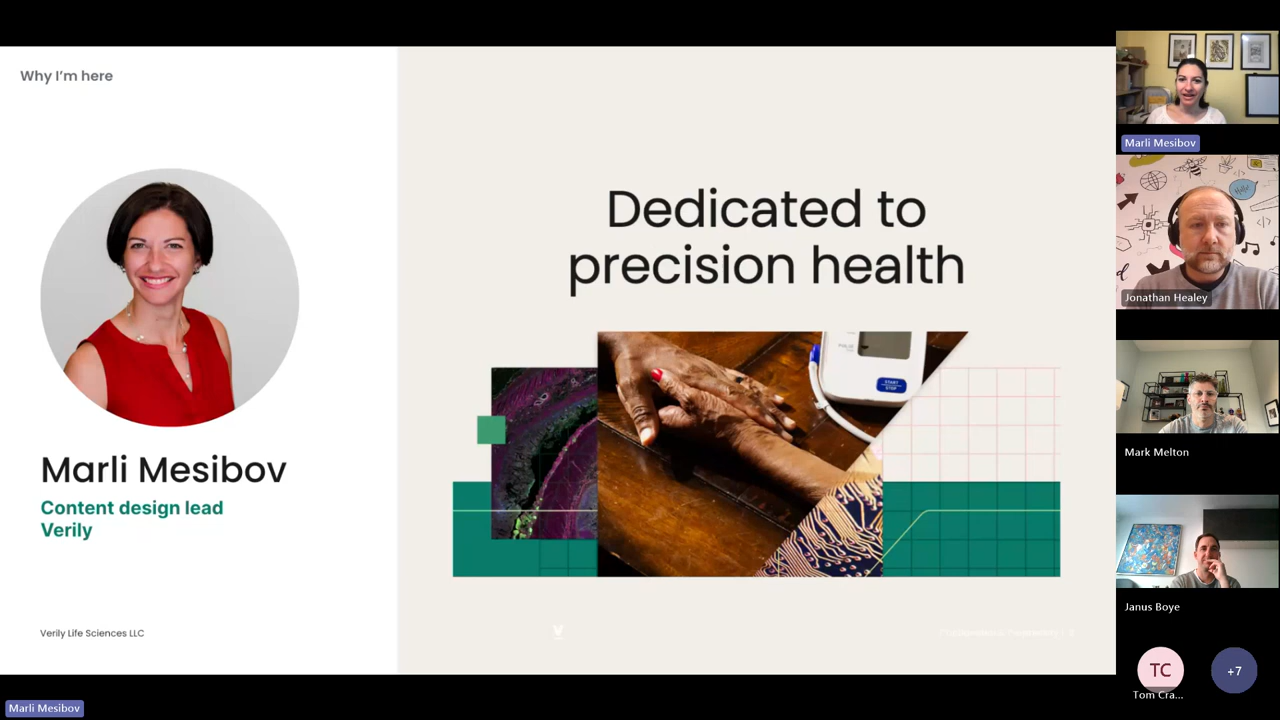 Why I'm here
Dedicated to
precision health
START
STOP
Marli Mesibov
Content design lead
Verily
Verily Life Sciences LLC
Marli Mesibov
Marli Mesibov
Jonathan Healey
Mark Melton
Janus Boye
TC
Tom Cra...
+7